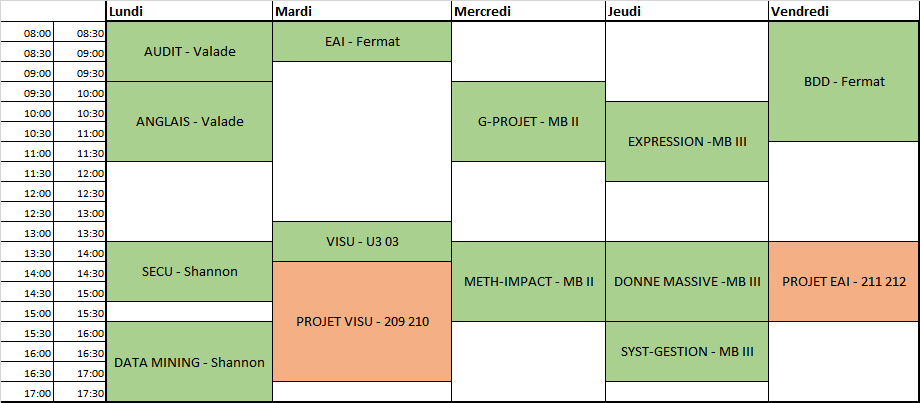 Lundi Mardi Mercredi Jeudi Vendredi
08:00 08:30 EAI - Fermat
08:30 09:00 AUDIT - Valade
09:00 09:30
09:30 10:00 BDD - Fermat
10:00 10:30
10:30 11:00 ANGLAIS - Valade G-PROJET - MB II
11:00 11:30 EXPRESSION -MB III
11:30 12:00
12:00 12:30
12:30 13:00
13:00 13:30
13:30 14:00 VISU - U3 03
14:00 14:30 SECU - Shannon
14:30 15:00 METH-IMPACT - MB II DONNE MASSIVE -MB III PROJET EAI - 211 212
15:00 15:30
15:30 16:00 PROJET VISU - 209 210
16:00 16:30 SYST-GESTION - MB III
16:30 17:00 DATA MINING - Shannon
17:00 17:30